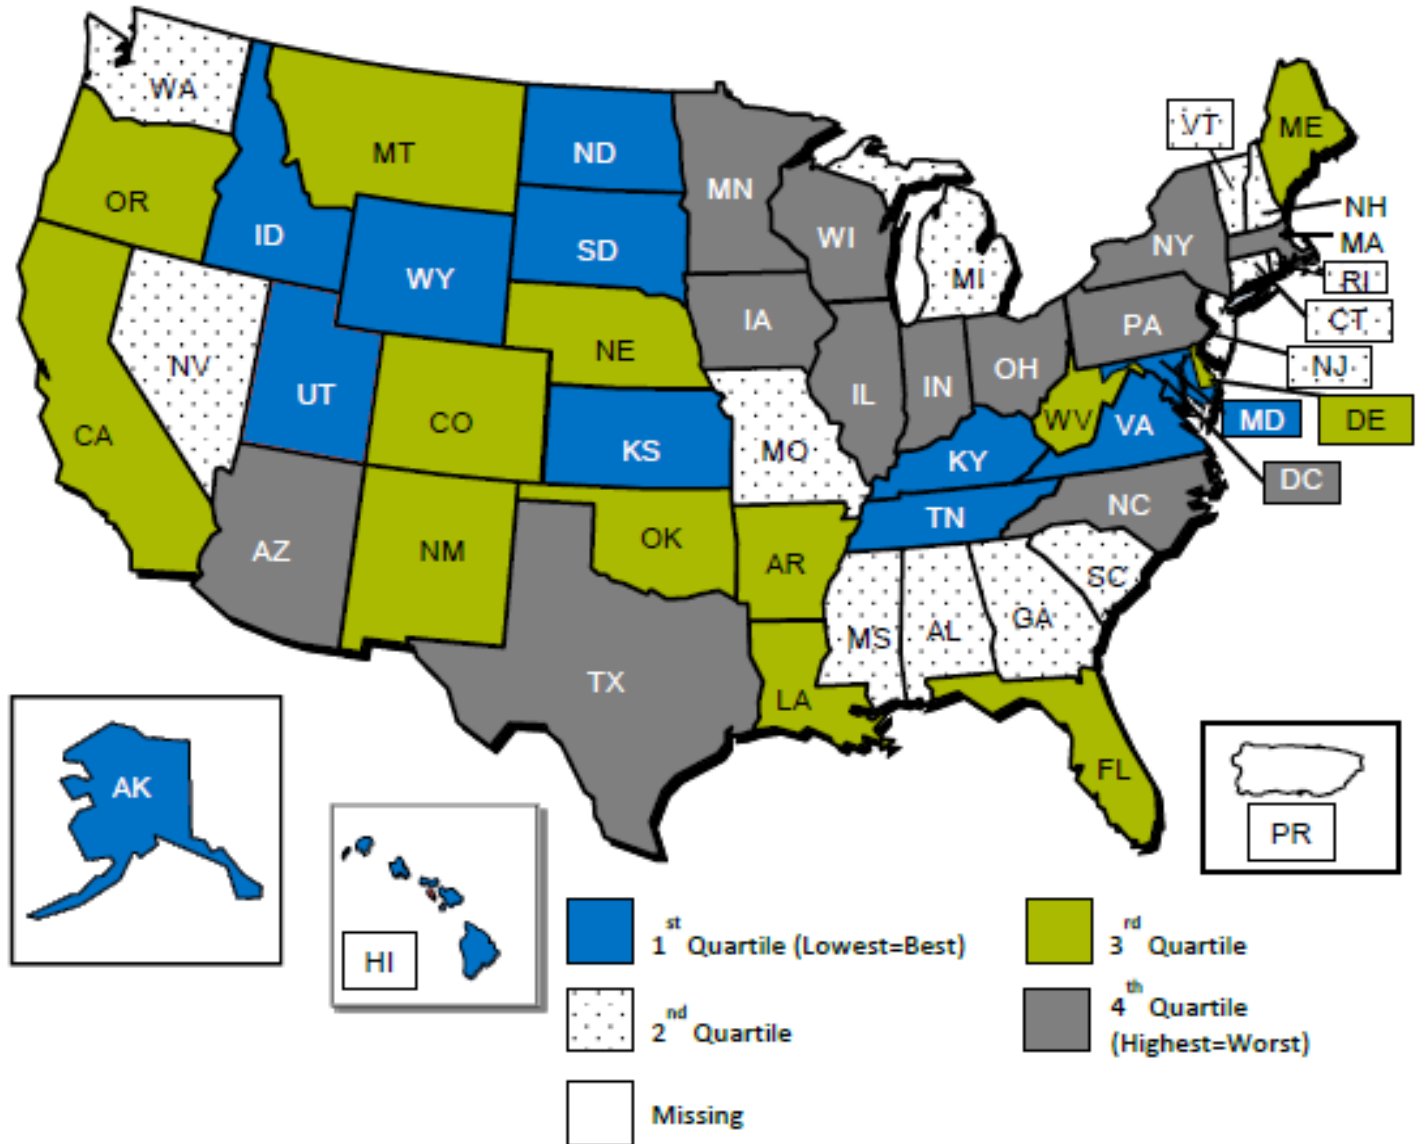 WA
VT
ME
MT
ND
MN
OR
NH
ID
SD
WI
NY
MA
WY
MI
RI
IA
PA
CT
NV
NE
NJ
UT
CO
IL
IN
OH
CA
WV
VA
MD
DE
KS
MO
KY
DC
TN
NC
AZ
NM
OK
AR
SC
MS
AL
GA
TX
LA
FL
AK
PR
HI
1st Quartile (Lowest=Best)
3rd Quartile
2nd Quartile
4th Quartile
(Highest=Worst)
Missing